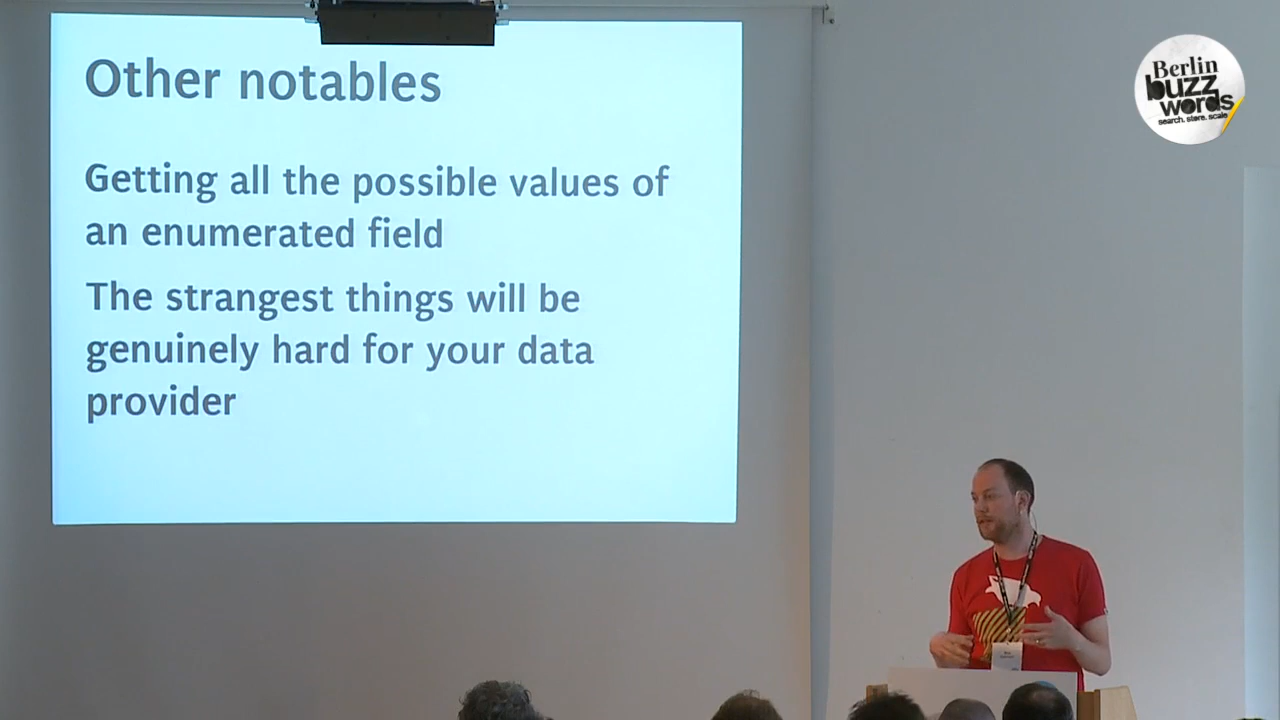 Other notables
Getting all the possible values of
an enumerated field
The strangest things will be
genuinely hard for your data
provider
Berlin
buzz
words
search. store. scale